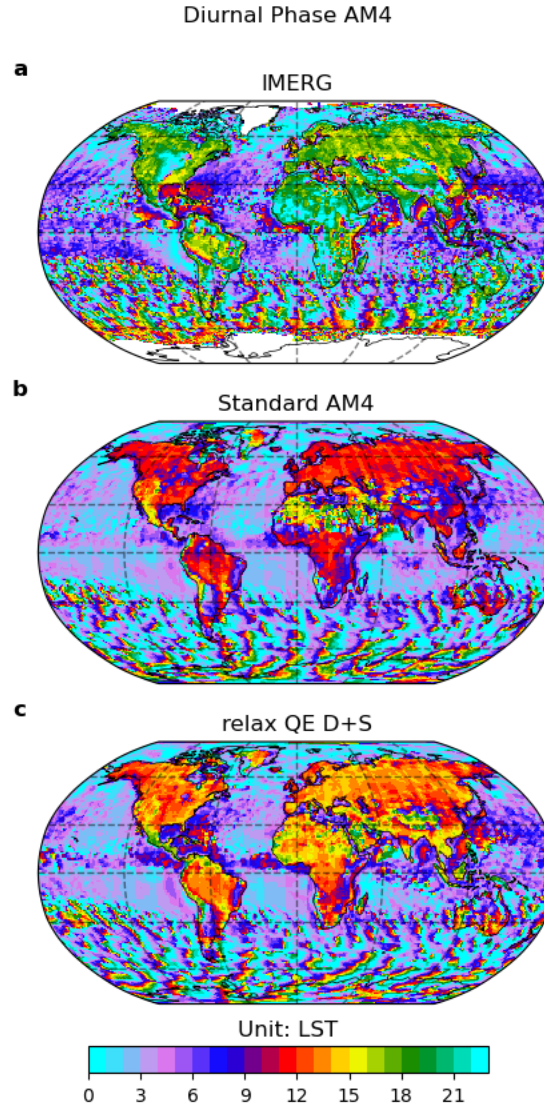 Diurnal Phase AM4
a
IMERG
b
Standard AM4
c
relax QE D+S
Unit: LST
0 3 6 9 12 15 18 21